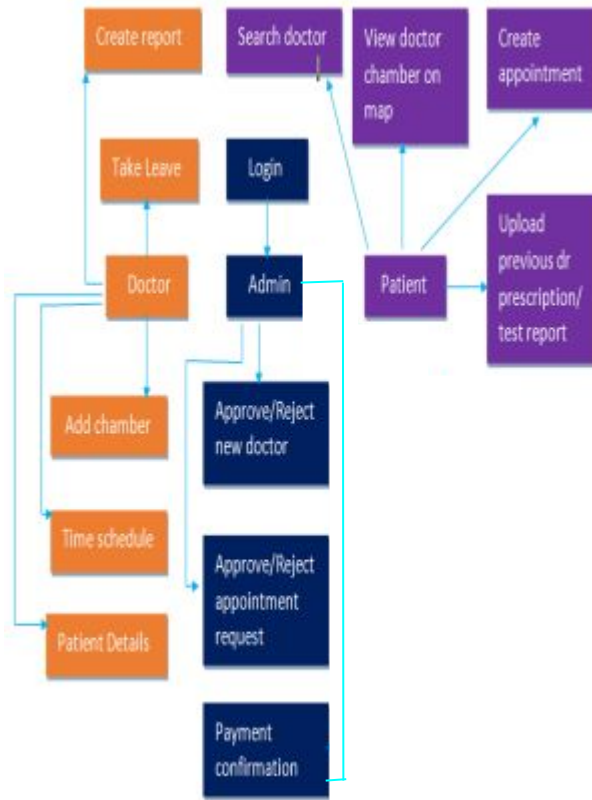 Create report
Search doctor
View doctor
chamber on
map
Create
appointment
Take Leave
Login
Upload
previous dr
prescription/
test report
Doctor
Admin
Patient
Add chamber
Approve/Reject
new doctor
Time schedule
Approve/Reject
appointment
request
Patient Details
Payment
confirmation